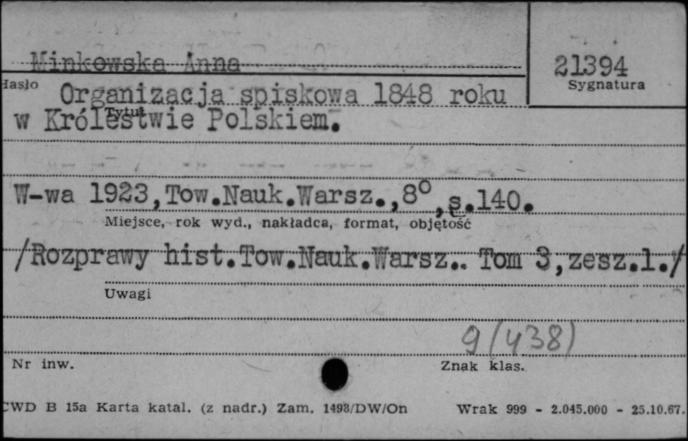 Minkowska Anna
21394
Hasło
Sygnatura
Organizacja spiskowa 1848 roku
Tytuł
w Królestwie Polskiem.
W-wa 1923, Tow.Nauk.Warsz., 8°, s.140.
Miejsce, rok wyd., nakładca, format, objętość
/Rozprawy hist.Tow.Nauk.Warsz.. Tom 3, zesz.1./
Uwagi
9/(438)
Nr inw.
Znak klas.
CWD B 15a Karta katal. (z nadr.) Zam. 1498/DW/On Wrak 999 - 2.045.000 - 25.10.67.